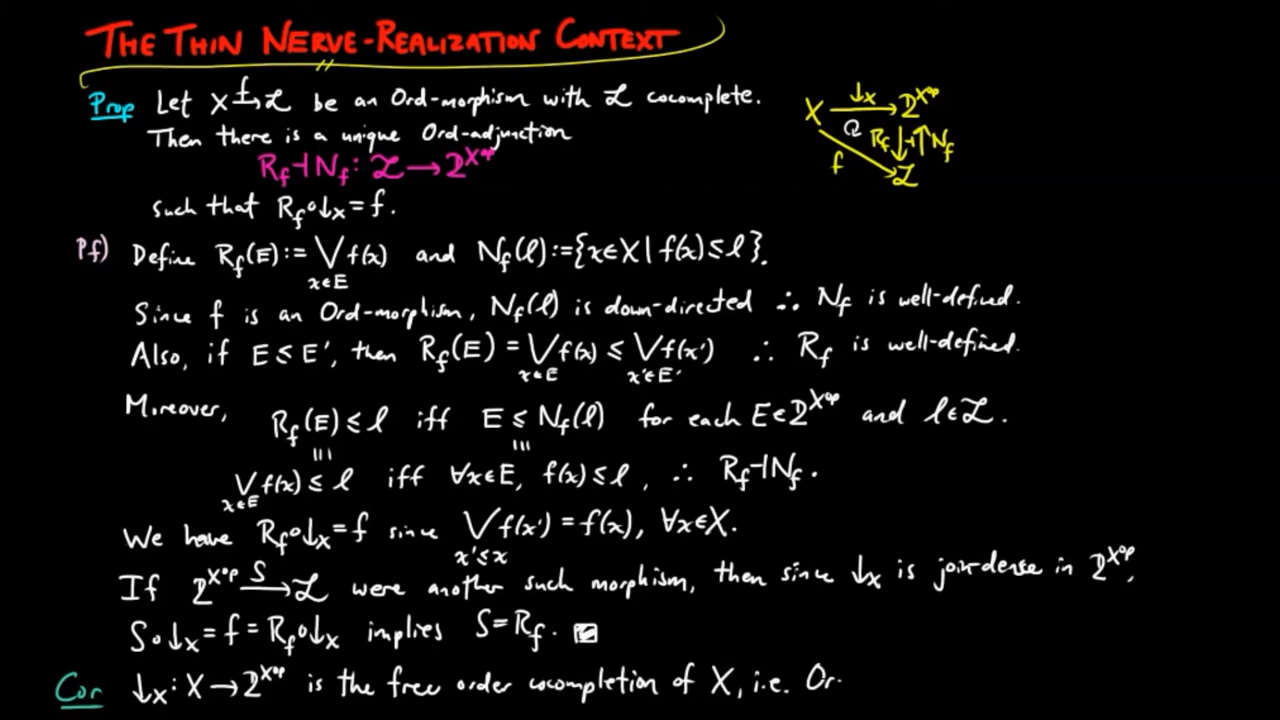 THE THIN NERVE-REALIZATION CONTEXT
Prop Let X →^f 𝓛 be an Ord-morphism with 𝓛 cocomplete.
Then there is a unique Ord-adjunction
R_f ⊣ N_f : 𝓛 → 2^{X^{op}}
such that R_f∘↓_X = f.
X →^{↓_X} 2^{X^{op}}
R_f ↓⊣↑ N_f
f
𝓛
Pf) Define R_f(E) := ⋁_{x∈E} f(x) and N_f(ℓ) := {x∈X | f(x) ≤ ℓ}.
Since f is an Ord-morphism, N_f(ℓ) is down-directed ∴ N_f is well-defined.
Also, if E ≤ E', then R_f(E) = ⋁_{x∈E} f(x) ≤ ⋁_{x'∈E'} f(x') ∴ R_f is well-defined.
Moreover, R_f(E) ≤ ℓ iff E ≤ N_f(ℓ) for each E∈2^{X^{op}} and ℓ∈𝓛.
⋁_{x∈E} f(x) ≤ ℓ iff ∀x∈E, f(x) ≤ ℓ, ∴ R_f ⊣ N_f.
We have R_f∘↓_X = f since ⋁_{x'≤x} f(x') = f(x), ∀x∈X.
If 2^{X^{op}} →^S 𝓛 were another such morphism, then since ↓_X is join-dense in 2^{X^{op}},
S∘↓_X = f = R_f∘↓_X implies S = R_f.
Cor ↓_X : X → 2^{X^{op}} is the free order cocompletion of X, i.e. Or